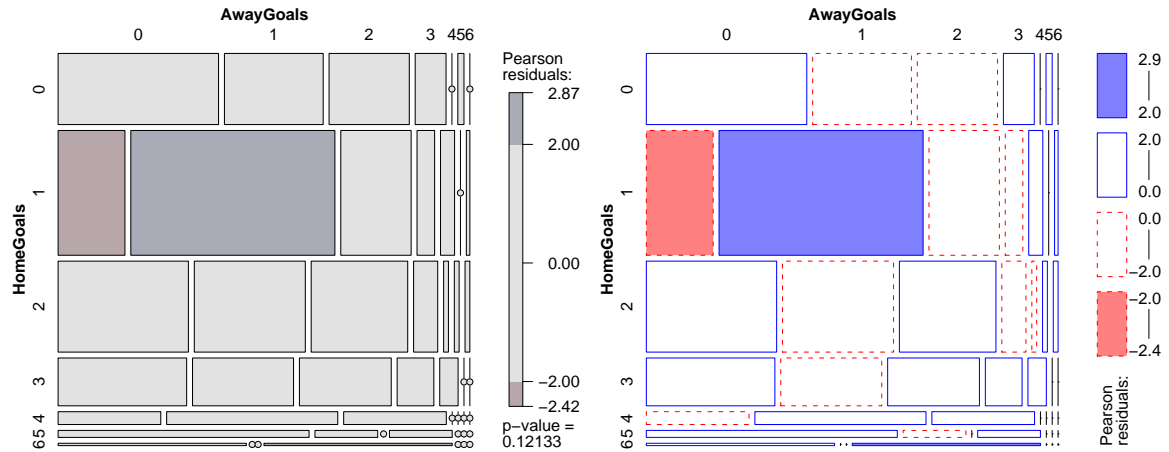 AwayGoals
0 1 2 3 456
HomeGoals
0
1
2
3
4
65
Pearson
residuals:
2.87
2.00
0.00
−2.00
−2.42
p−value =
0.12133
AwayGoals
0 1 2 3 456
HomeGoals
0
1
2
3
4
65
2.9
2.0
2.0
0.0
0.0
−2.0
−2.0
−2.4
Pearson
residuals: